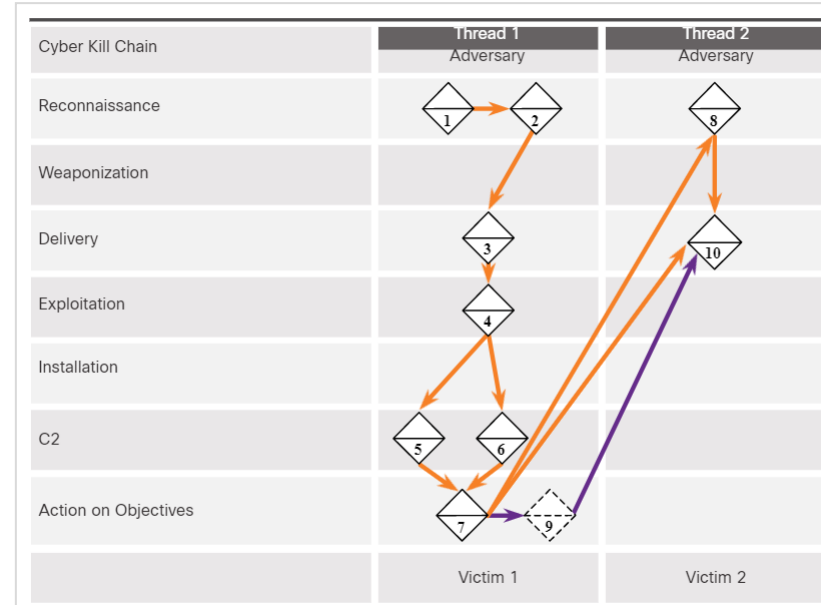 Cyber Kill Chain
Thread 1
Adversary
Thread 2
Adversary
Reconnaissance
1
2
8
Weaponization
Delivery
3
10
Exploitation
4
Installation
C2
5
6
Action on Objectives
7
9
Victim 1
Victim 2